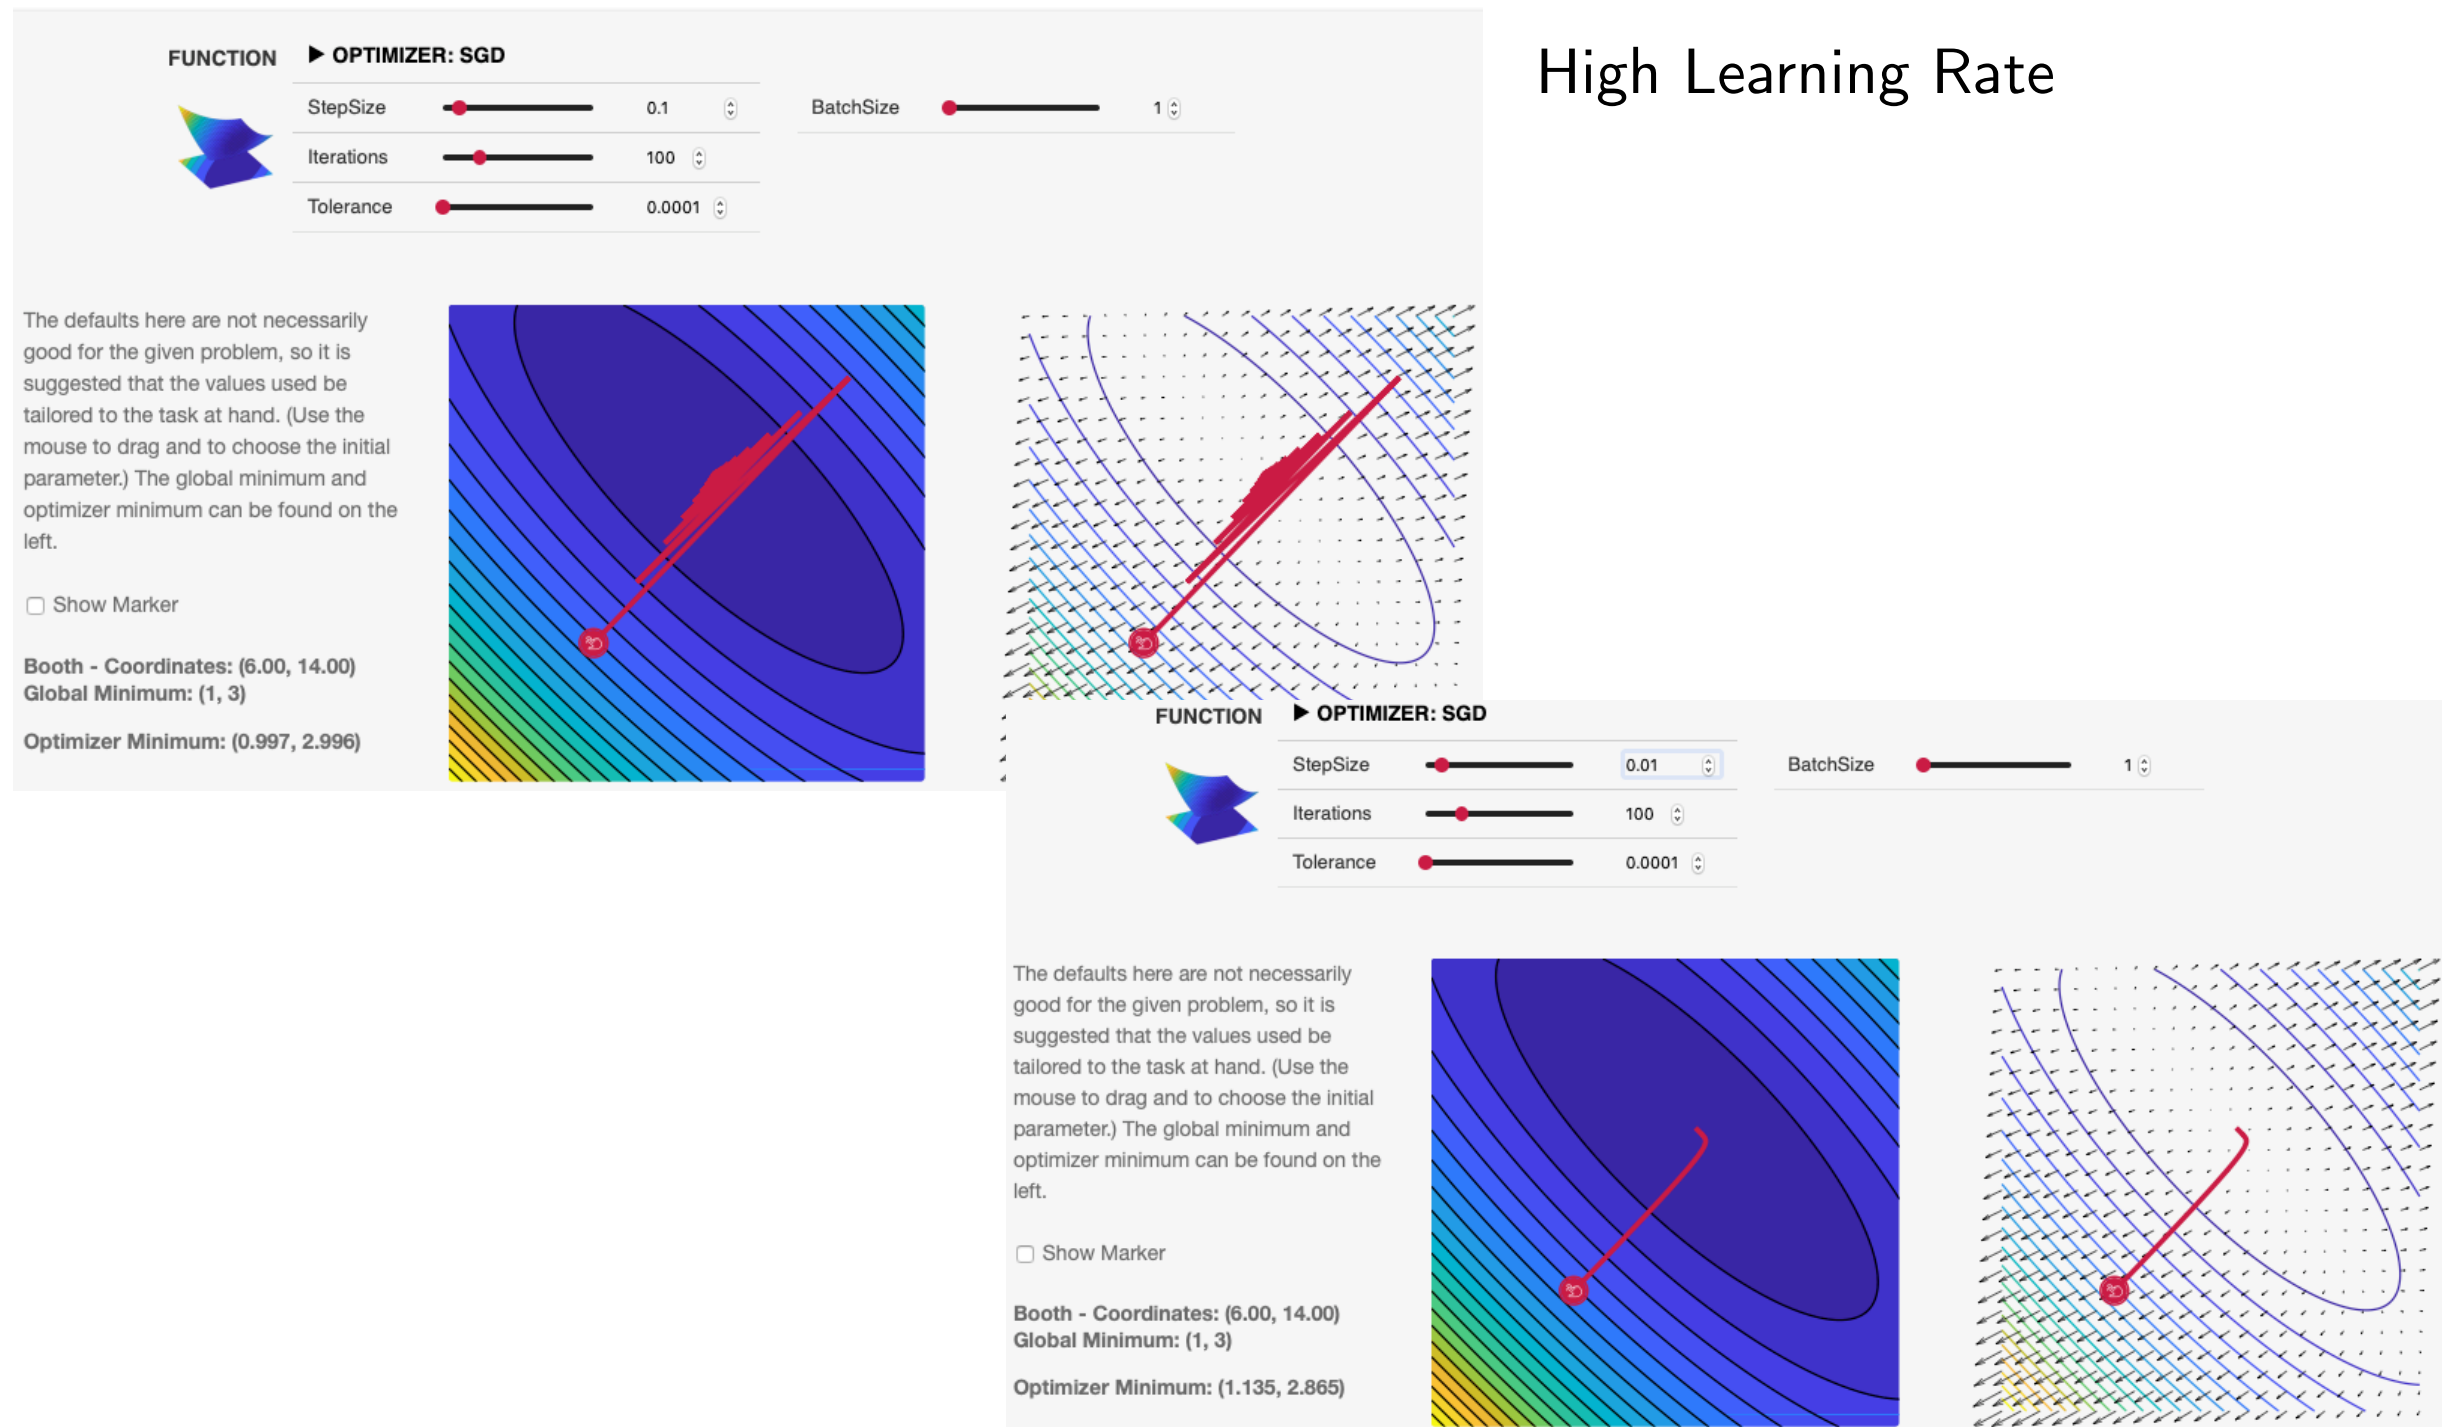 High Learning Rate
FUNCTION
▶ OPTIMIZER: SGD
StepSize 0.1
BatchSize 1
Iterations 100
Tolerance 0.0001
The defaults here are not necessarily
good for the given problem, so it is
suggested that the values used be
tailored to the task at hand. (Use the
mouse to drag and to choose the initial
parameter.) The global minimum and
optimizer minimum can be found on the
left.
Show Marker
Booth - Coordinates: (6.00, 14.00)
Global Minimum: (1, 3)
Optimizer Minimum: (0.997, 2.996)
FUNCTION
▶ OPTIMIZER: SGD
StepSize 0.01
BatchSize 1
Iterations 100
Tolerance 0.0001
The defaults here are not necessarily
good for the given problem, so it is
suggested that the values used be
tailored to the task at hand. (Use the
mouse to drag and to choose the initial
parameter.) The global minimum and
optimizer minimum can be found on the
left.
Show Marker
Booth - Coordinates: (6.00, 14.00)
Global Minimum: (1, 3)
Optimizer Minimum: (1.135, 2.865)